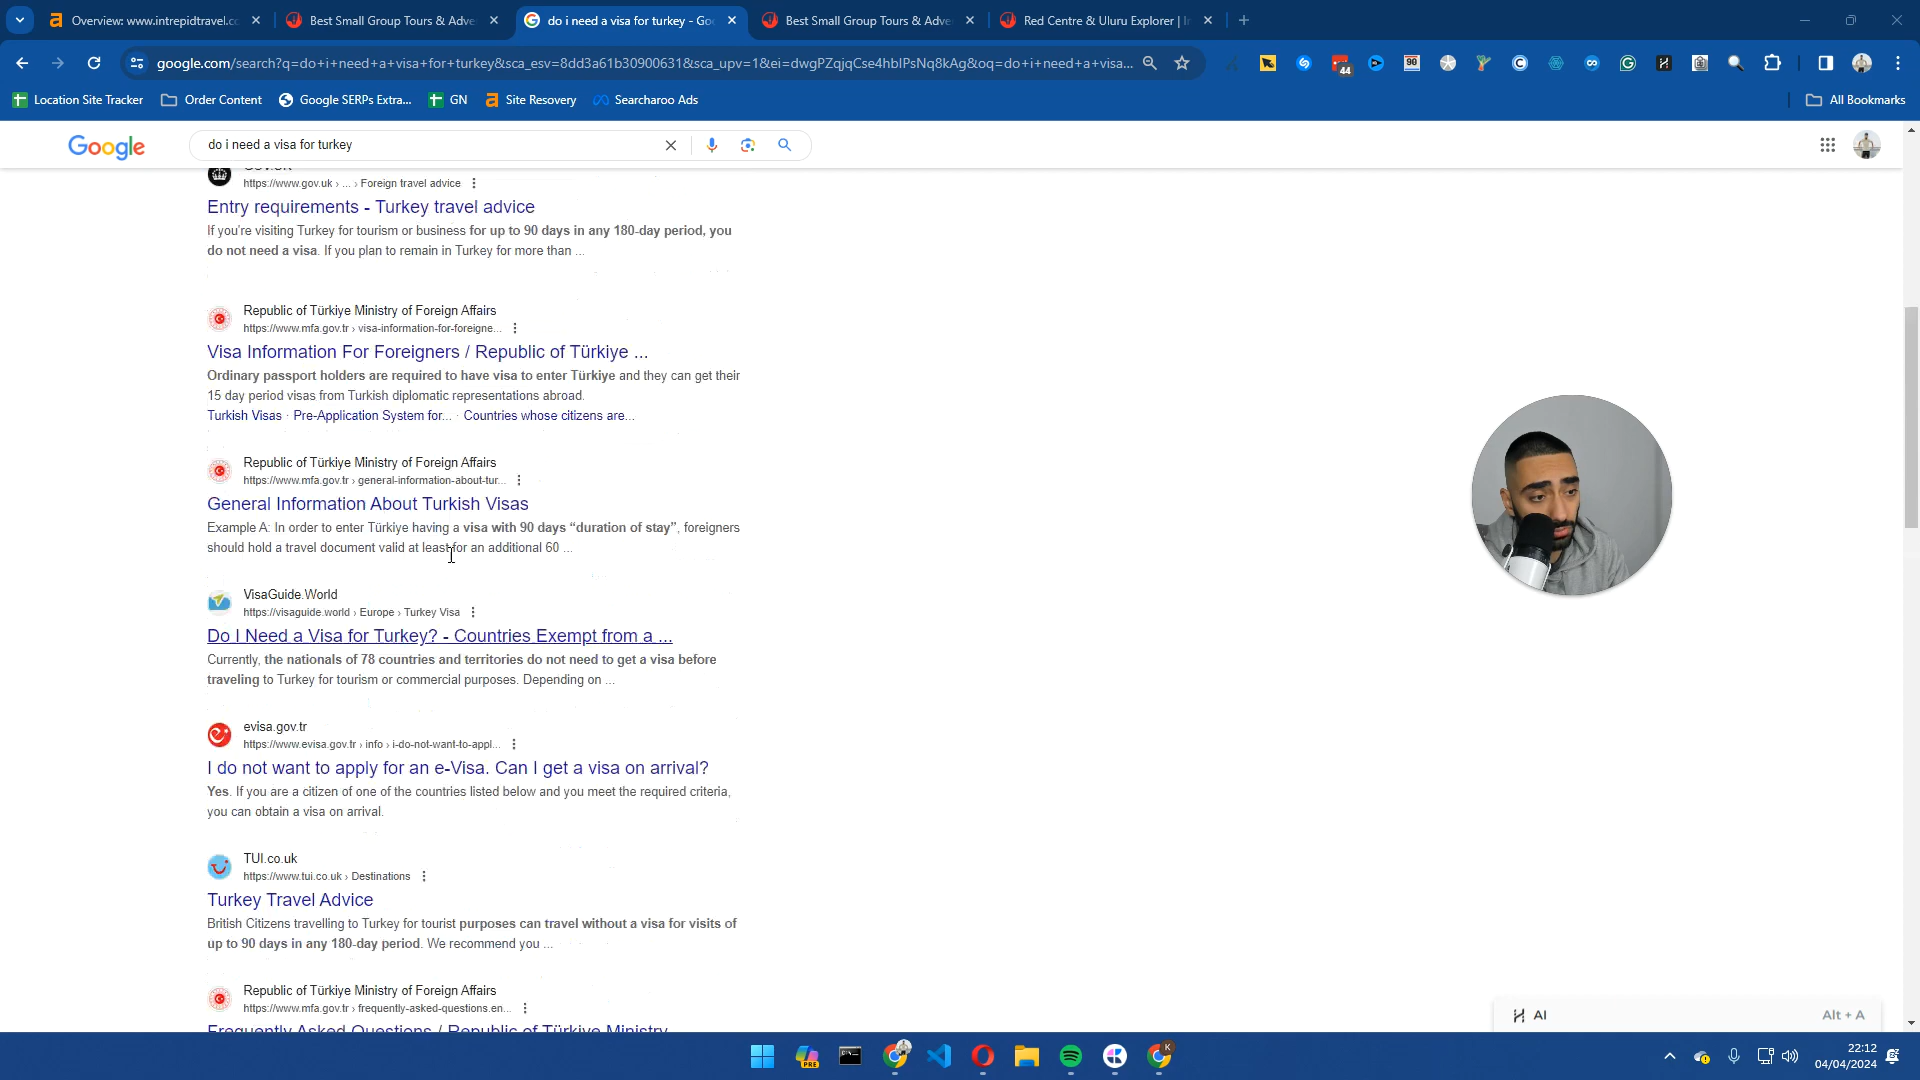 Overview: www.intrepidtravel.c
Best Small Group Tours & Adve
do i need a visa for turkey - Go
Best Small Group Tours & Adve
Red Centre & Uluru Explorer | I
google.com/search?q=do+i+need+a+visa+for+turkey&sca_esv=8dd3a61b30900631&sca_upv=1&ei=dwgPZqjqCse4hbIPsNq8kAg&oq=do+i+need+a+visa...
44
90
Location Site Tracker
Order Content
Google SERPs Extra...
GN
Site Recovery
Searcharoo Ads
All Bookmarks
Google
do i need a visa for turkey
https://www.gov.uk › ... › Foreign travel advice
Entry requirements - Turkey travel advice
If you're visiting Turkey for tourism or business for up to 90 days in any 180-day period, you
do not need a visa. If you plan to remain in Turkey for more than ...
Republic of Türkiye Ministry of Foreign Affairs
https://www.mfa.gov.tr › visa-information-for-foreigne...
Visa Information For Foreigners / Republic of Türkiye ...
Ordinary passport holders are required to have visa to enter Türkiye and they can get their
15 day period visas from Turkish diplomatic representations abroad.
Turkish Visas · Pre-Application System for... · Countries whose citizens are...
Republic of Türkiye Ministry of Foreign Affairs
https://www.mfa.gov.tr › general-information-about-tur...
General Information About Turkish Visas
Example A: In order to enter Türkiye having a visa with 90 days “duration of stay”, foreigners
should hold a travel document valid at least for an additional 60 ...
VisaGuide.World
https://visaguide.world › Europe › Turkey Visa
Do I Need a Visa for Turkey? - Countries Exempt from a ...
Currently, the nationals of 78 countries and territories do not need to get a visa before
traveling to Turkey for tourism or commercial purposes. Depending on ...
evisa.gov.tr
https://www.evisa.gov.tr › info › i-do-not-want-to-appl...
I do not want to apply for an e-Visa. Can I get a visa on arrival?
Yes. If you are a citizen of one of the countries listed below and you meet the required criteria,
you can obtain a visa on arrival.
TUI.co.uk
https://www.tui.co.uk › Destinations
Turkey Travel Advice
British Citizens travelling to Turkey for tourist purposes can travel without a visa for visits of
up to 90 days in any 180-day period. We recommend you ...
Republic of Türkiye Ministry of Foreign Affairs
https://www.mfa.gov.tr › frequently-asked-questions.en...
Frequently Asked Questions / Republic of Türkiye Ministry
AI
Alt + A
PRE
K
22:12
04/04/2024